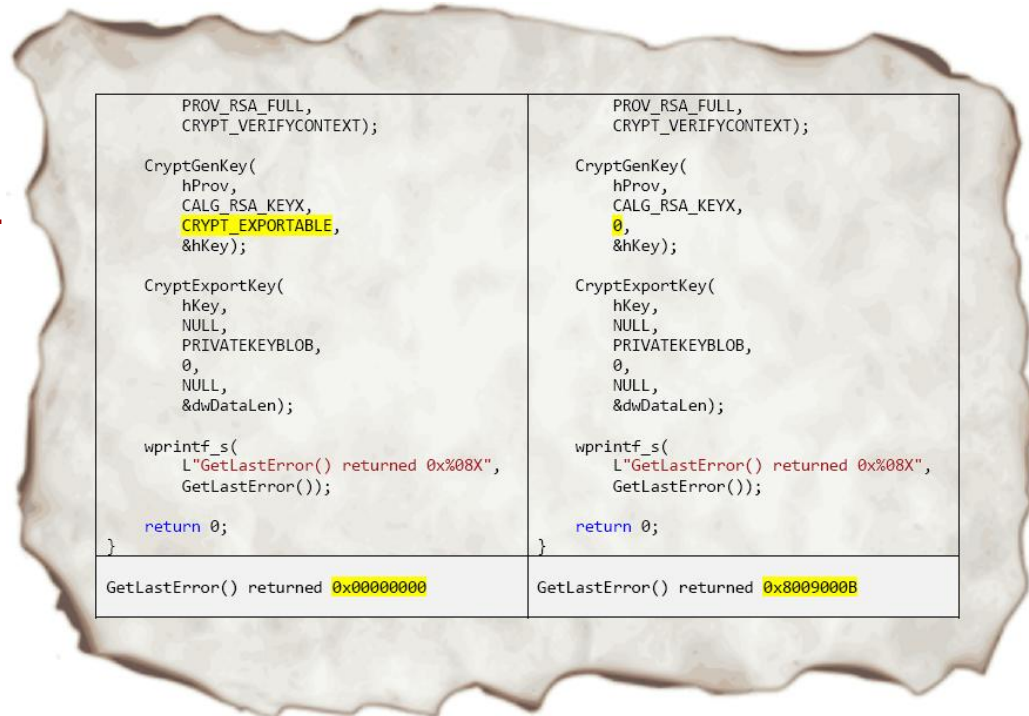 PROV_RSA_FULL,
CRYPT_VERIFYCONTEXT);
CryptGenKey(
hProv,
CALG_RSA_KEYX,
CRYPT_EXPORTABLE,
&hKey);
CryptExportKey(
hKey,
NULL,
PRIVATEKEYBLOB,
0,
NULL,
&dwDataLen);
wprintf_s(
L"GetLastError() returned 0x%08X",
GetLastError());
return 0;
}
GetLastError() returned 0x00000000
PROV_RSA_FULL,
CRYPT_VERIFYCONTEXT);
CryptGenKey(
hProv,
CALG_RSA_KEYX,
0,
&hKey);
CryptExportKey(
hKey,
NULL,
PRIVATEKEYBLOB,
0,
NULL,
&dwDataLen);
wprintf_s(
L"GetLastError() returned 0x%08X",
GetLastError());
return 0;
}
GetLastError() returned 0x8009000B